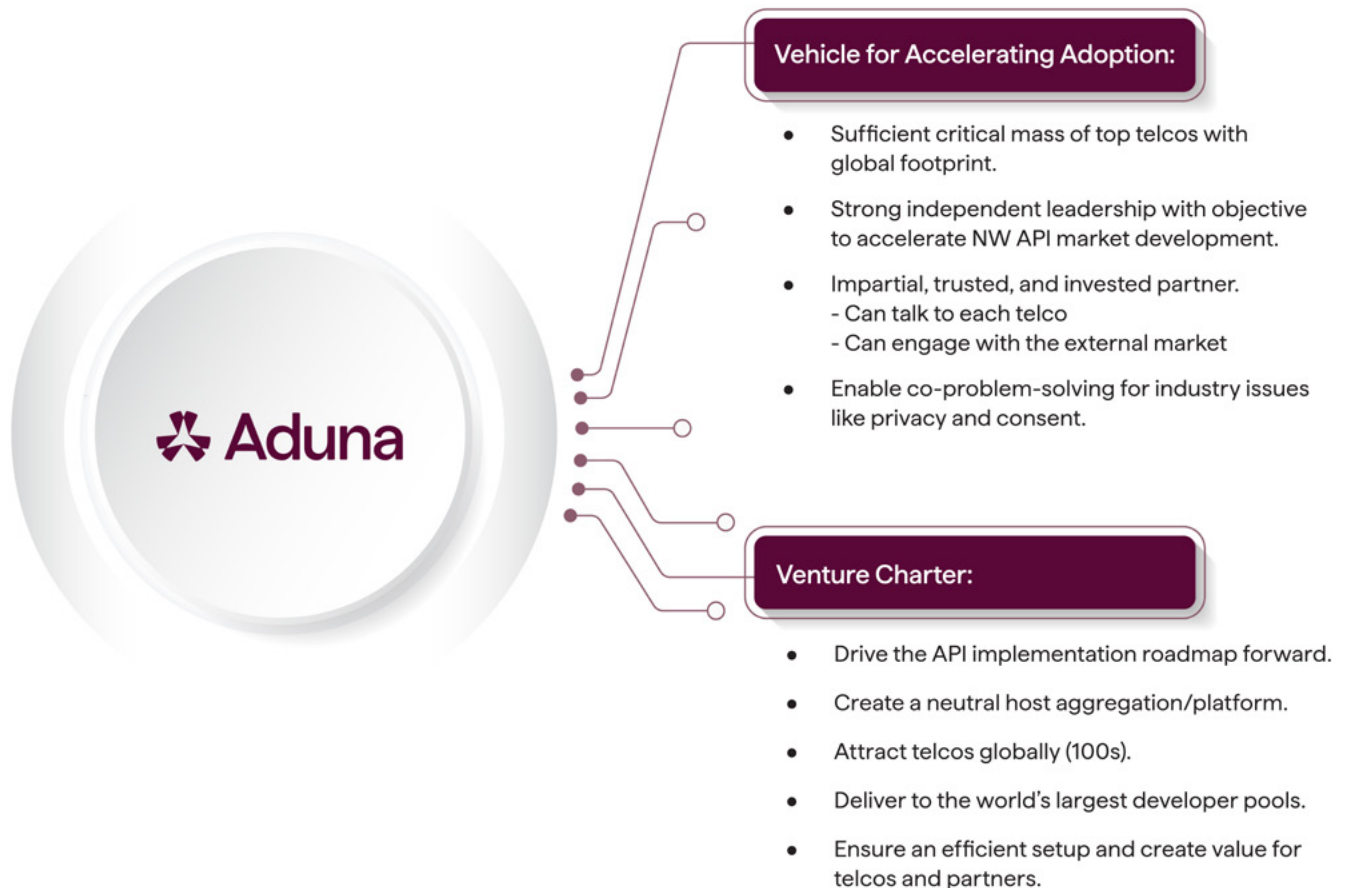 Aduna
Vehicle for Accelerating Adoption:
● Sufficient critical mass of top telcos with
global footprint.
● Strong independent leadership with objective
to accelerate NW API market development.
● Impartial, trusted, and invested partner.
- Can talk to each telco
- Can engage with the external market
● Enable co-problem-solving for industry issues
like privacy and consent.
Venture Charter:
● Drive the API implementation roadmap forward.
● Create a neutral host aggregation/platform.
● Attract telcos globally (100s).
● Deliver to the world's largest developer pools.
● Ensure an efficient setup and create value for
telcos and partners.